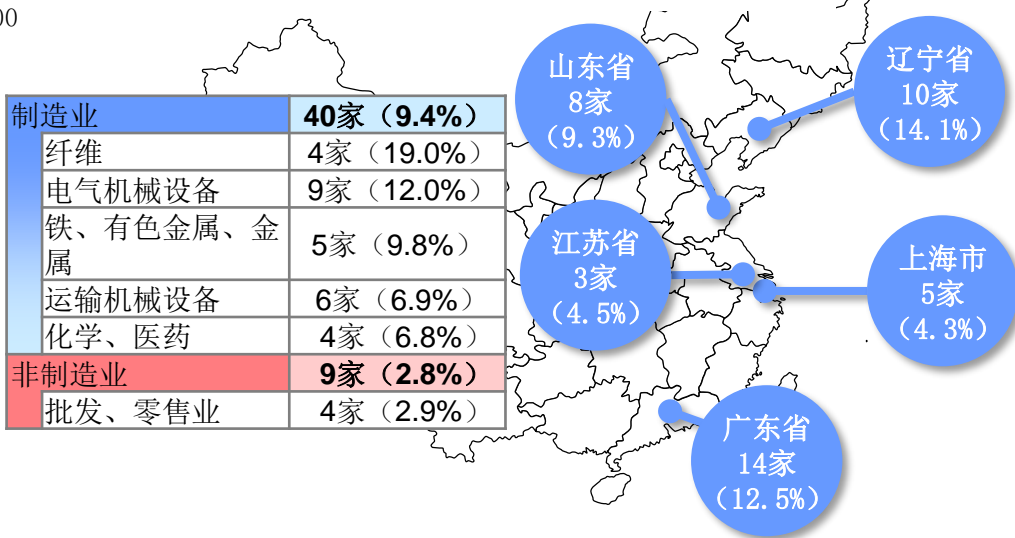 00
制造业 40家（9.4%）
纤维 4家（19.0%）
电气机械设备 9家（12.0%）
铁、有色金属、金
属 5家（9.8%）
运输机械设备 6家（6.9%）
化学、医药 4家（6.8%）
非制造业 9家（2.8%）
批发、零售业 4家（2.9%）
山东省
8家
（9.3%）
辽宁省
10家
（14.1%）
江苏省
3家
（4.5%）
上海市
5家
（4.3%）
广东省
14家
（12.5%）